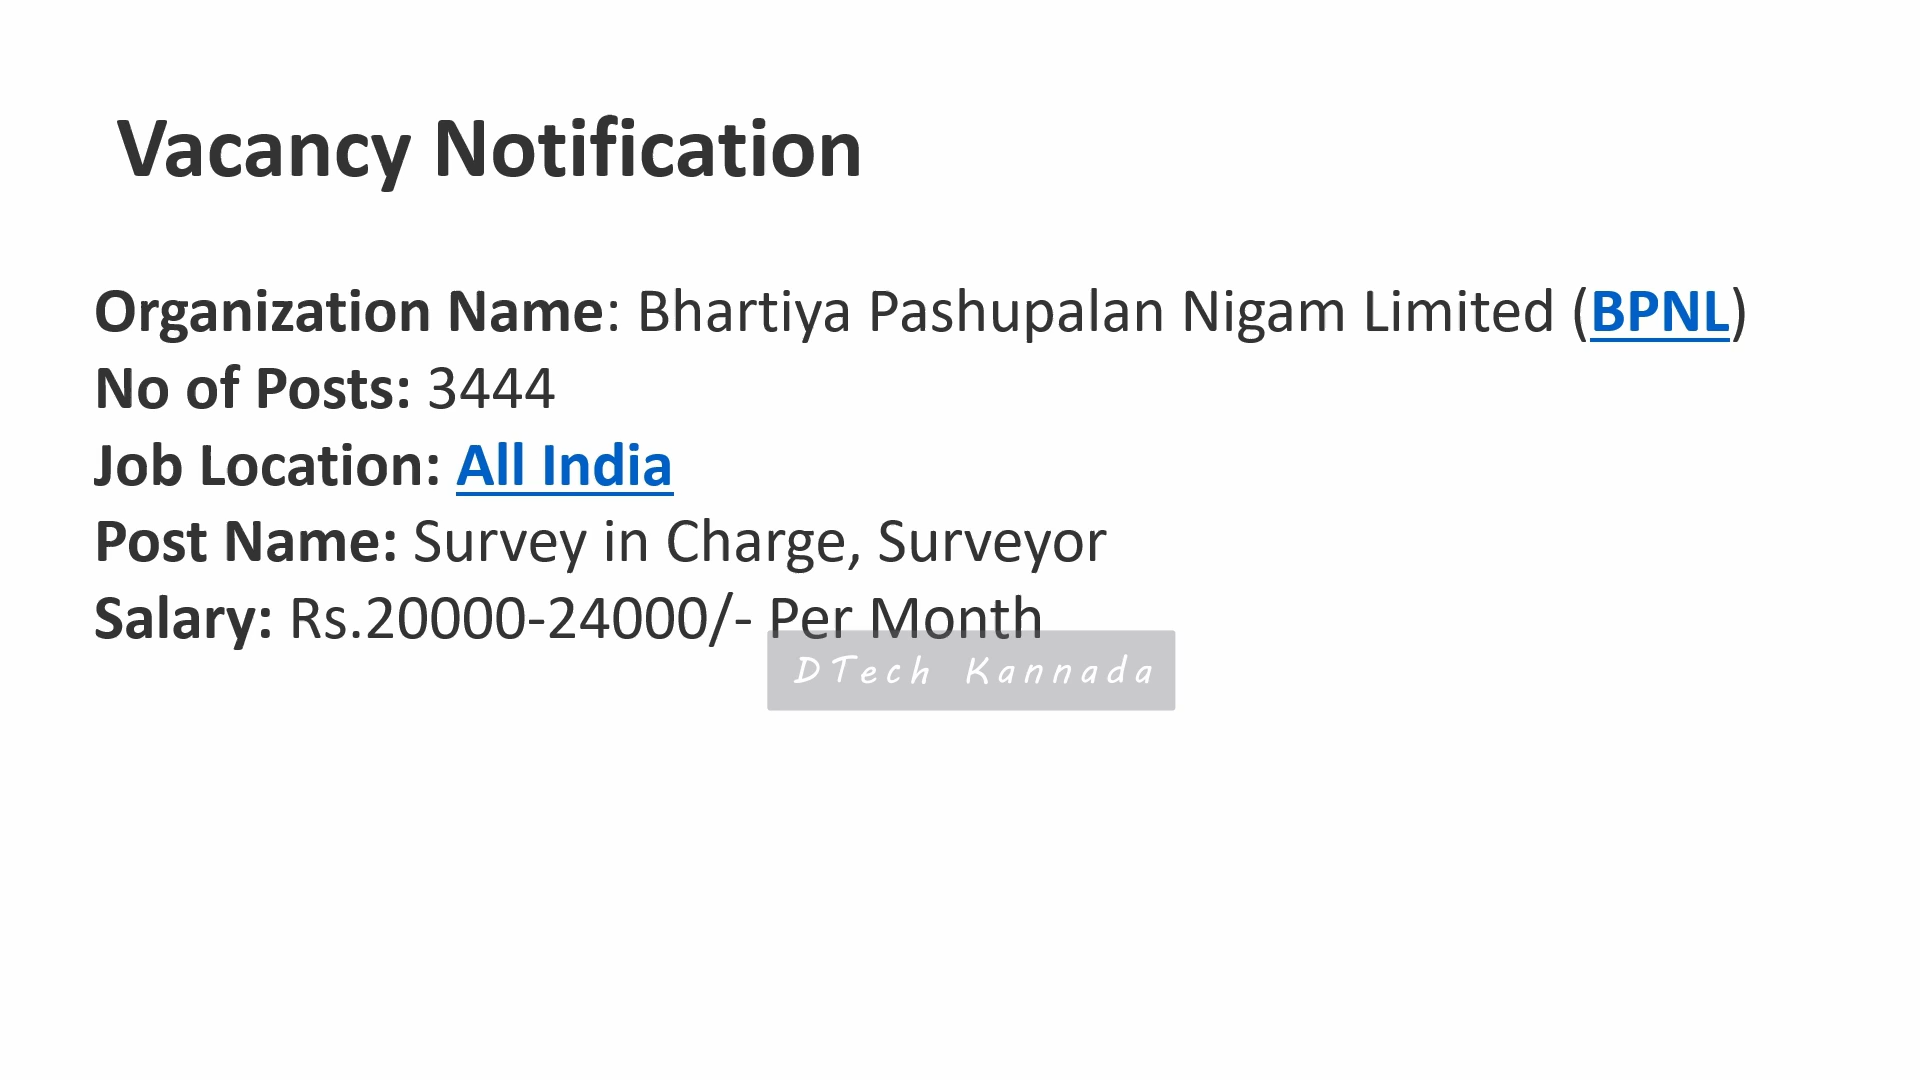 Vacancy Notification
Organization Name: Bhartiya Pashupalan Nigam Limited (BPNL)
No of Posts: 3444
Job Location: All India
Post Name: Survey in Charge, Surveyor
Salary: Rs.20000-24000/- Per Month
DTech Kannada